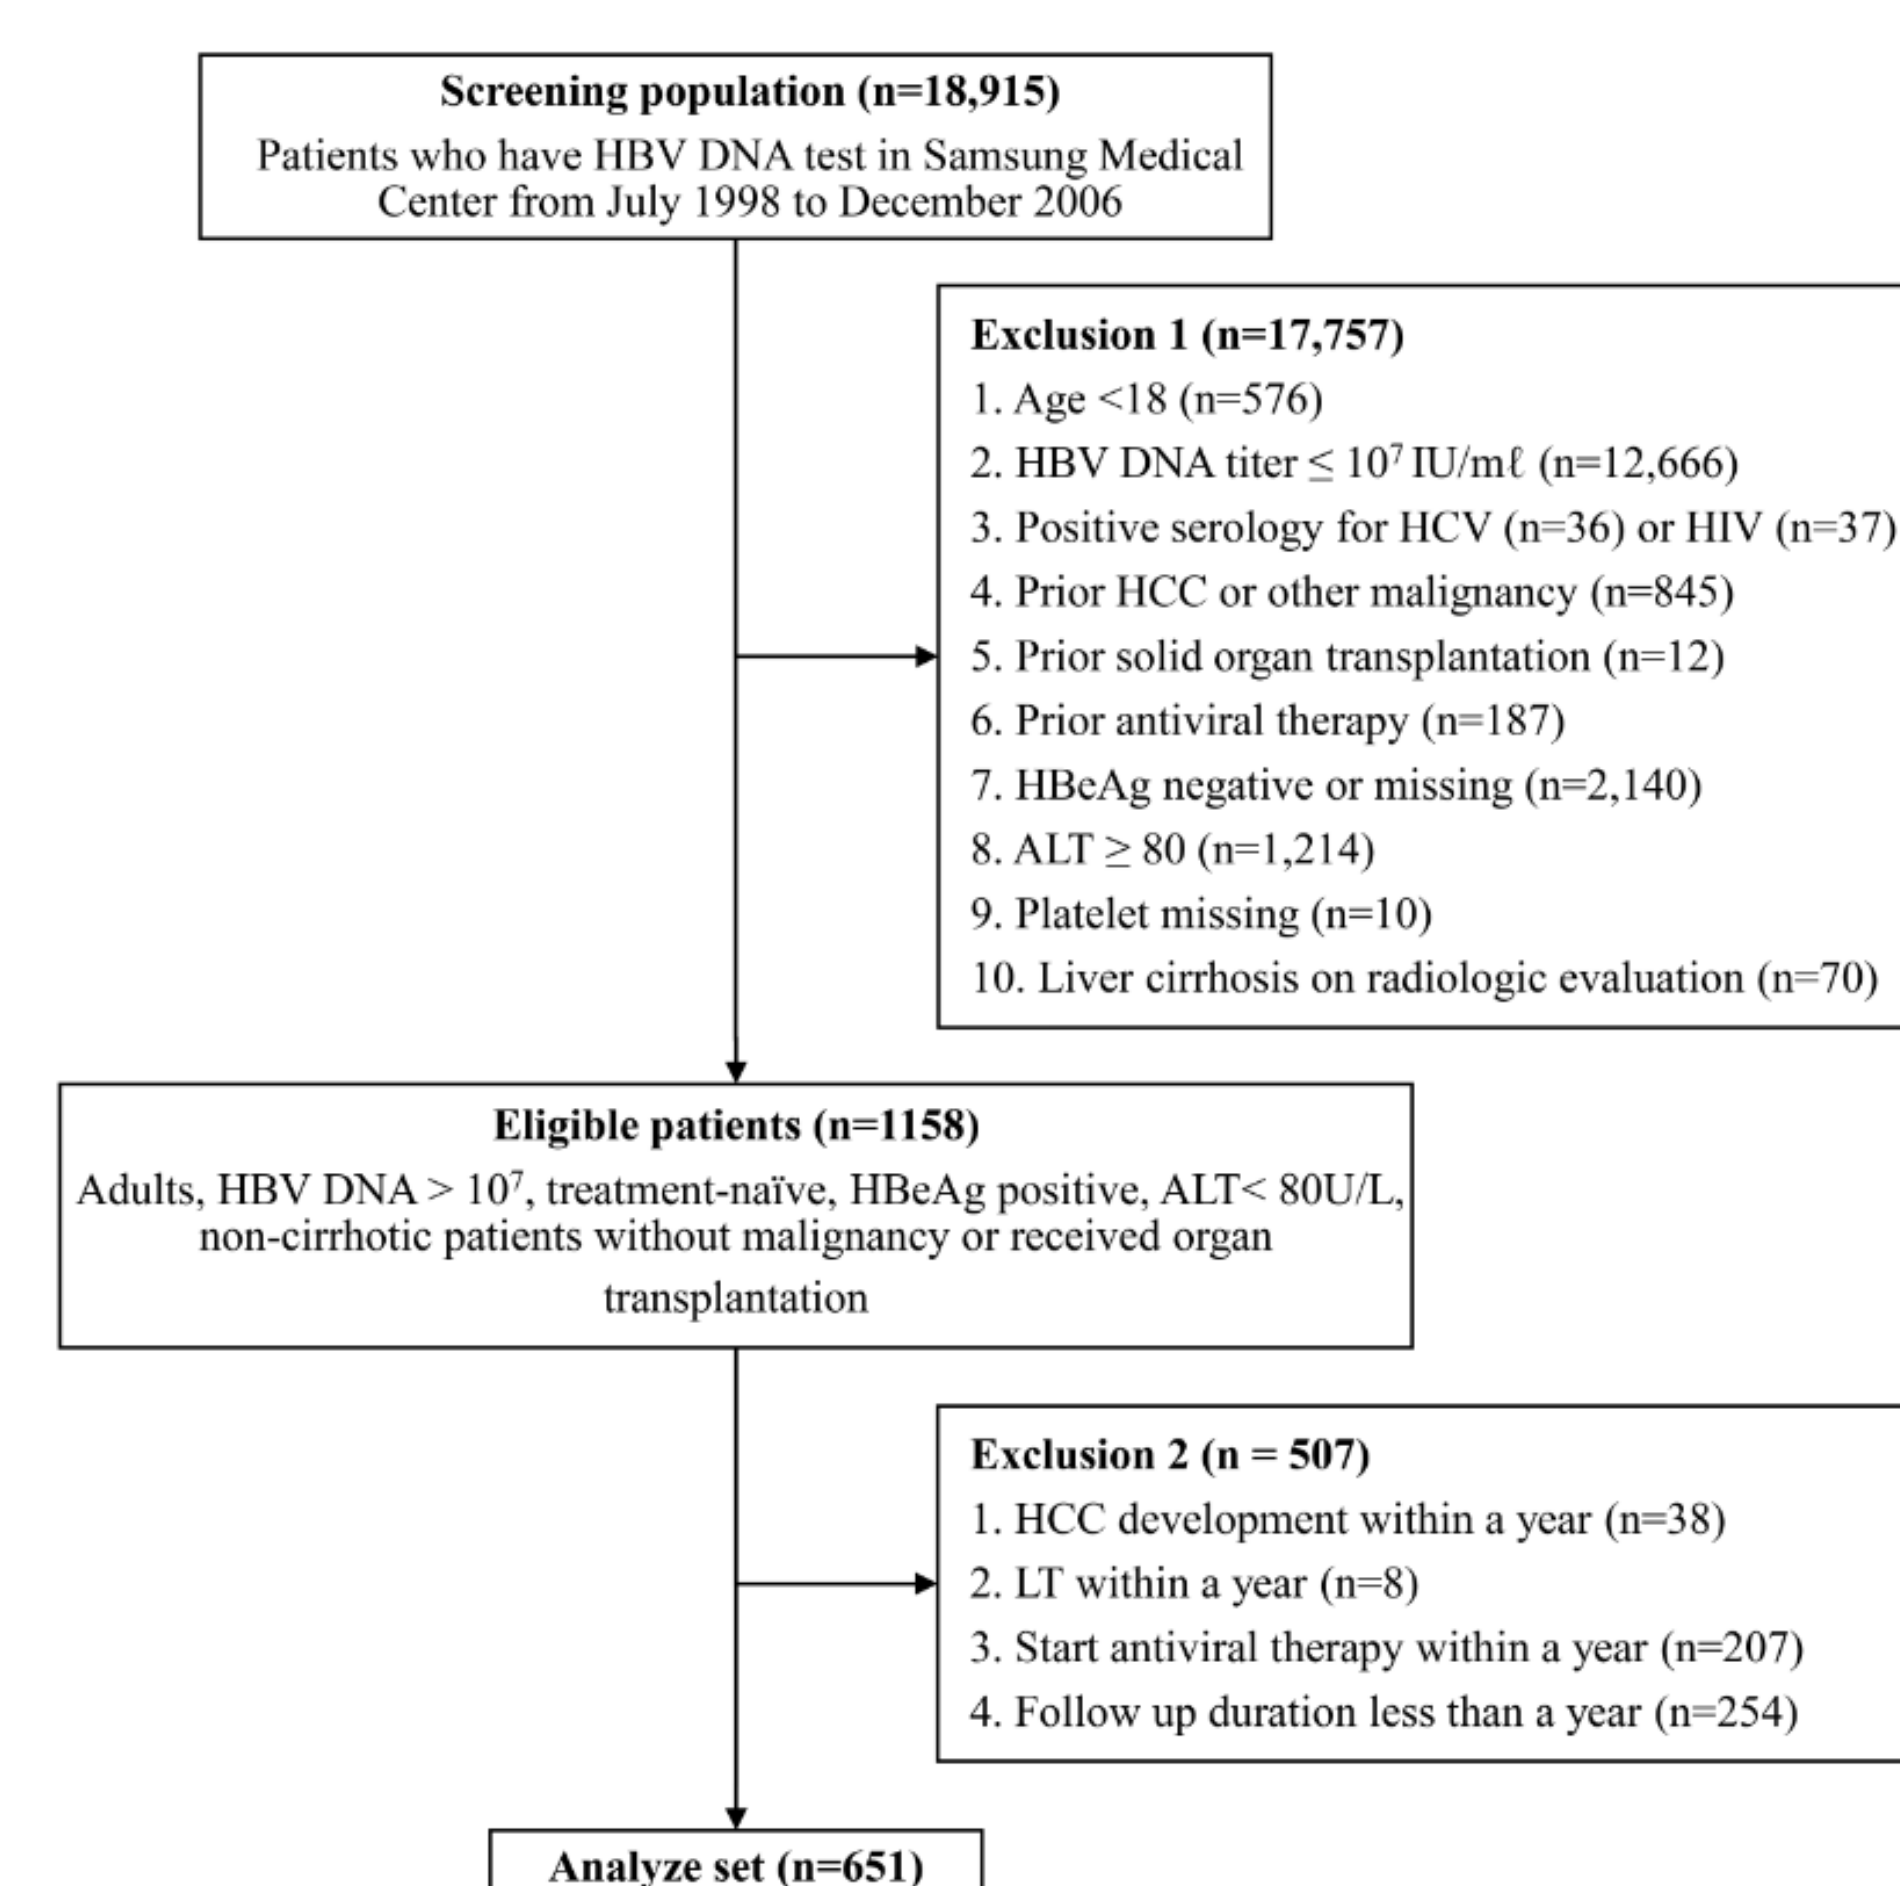 Screening population (n=18,915)
Patients who have HBV DNA test in Samsung Medical
Center from July 1998 to December 2006
Exclusion 1 (n=17,757)
1. Age <18 (n=576)
2. HBV DNA titer ≤ 10⁷ IU/mℓ (n=12,666)
3. Positive serology for HCV (n=36) or HIV (n=37)
4. Prior HCC or other malignancy (n=845)
5. Prior solid organ transplantation (n=12)
6. Prior antiviral therapy (n=187)
7. HBeAg negative or missing (n=2,140)
8. ALT ≥ 80 (n=1,214)
9. Platelet missing (n=10)
10. Liver cirrhosis on radiologic evaluation (n=70)
Eligible patients (n=1158)
Adults, HBV DNA > 10⁷, treatment-naïve, HBeAg positive, ALT< 80U/L,
non-cirrhotic patients without malignancy or received organ
transplantation
Exclusion 2 (n = 507)
1. HCC development within a year (n=38)
2. LT within a year (n=8)
3. Start antiviral therapy within a year (n=207)
4. Follow up duration less than a year (n=254)
Analyze set (n=651)